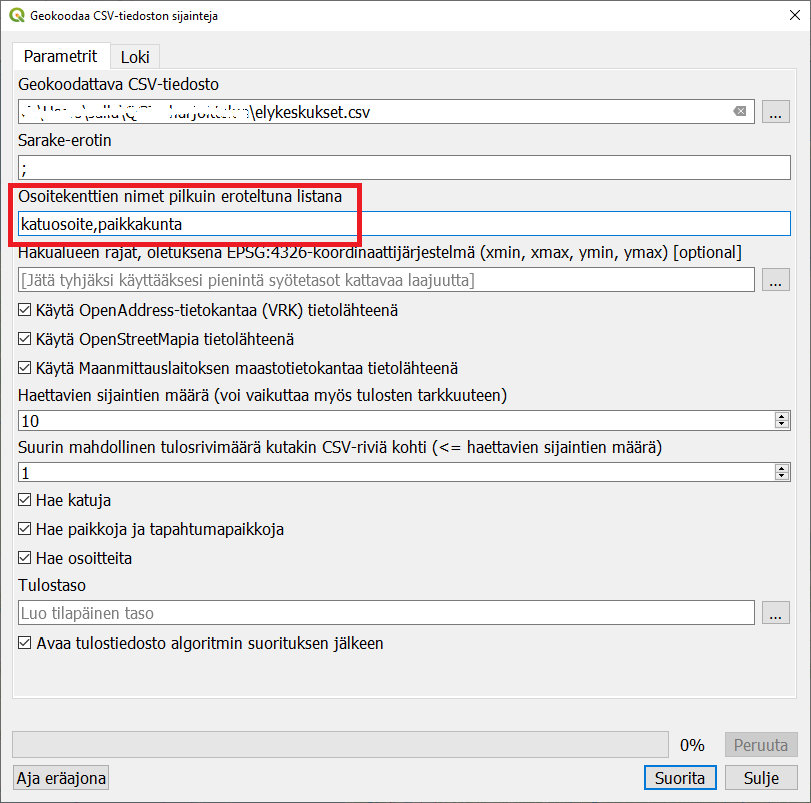 Geokoodaa CSV-tiedoston sijainteja
Parametrit Loki
Geokoodattava CSV-tiedosto
\elykeskukset.csv
...
Sarake-erotin
;
Osoitekenttien nimet pilkuin eroteltuna listana
katuosoite,paikkakunta
Hakualueen rajat, oletuksena EPSG:4326-koordinaattijärjestelmä (xmin, xmax, ymin, ymax) [optional]
[Jätä tyhjäksi käyttääksesi pienintä syötetasot kattavaa laajuutta]
...
Käytä OpenAddress-tietokantaa (VRK) tietolähteenä
Käytä OpenStreetMapia tietolähteenä
Käytä Maanmittauslaitoksen maastotietokantaa tietolähteenä
Haettavien sijaintien määrä (voi vaikuttaa myös tulosten tarkkuuteen)
10
Suurin mahdollinen tulosrivimäärä kutakin CSV-riviä kohti (<= haettavien sijaintien määrä)
1
Hae katuja
Hae paikkoja ja tapahtumapaikkoja
Hae osoitteita
Tulostaso
Luo tilapäinen taso
...
Avaa tulostiedosto algoritmin suorituksen jälkeen
0% Peruuta
Aja eräajona Suorita Sulje